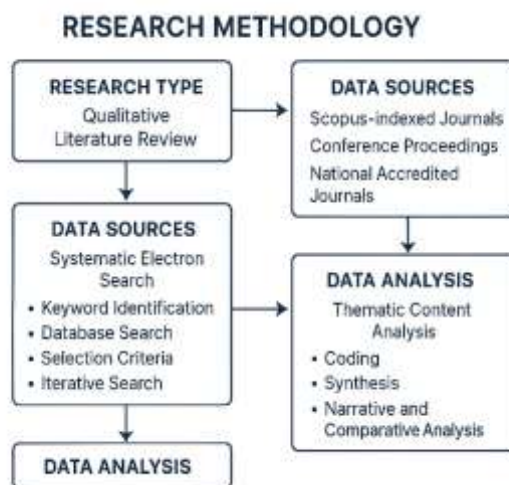 RESEARCH METHODOLOGY
RESEARCH TYPE
Qualitative
Literature Review
DATA SOURCES
Scopus-indexed Journals
Conference Proceedings
National Accredited
Journals
DATA SOURCES
Systematic Electron
Search
• Keyword Identification
• Database Search
• Selection Criteria
• Iterative Search
DATA ANALYSIS
Thematic Content
Analysis
• Coding
• Synthesis
• Narrative and
Comparative Analysis
DATA ANALYSIS